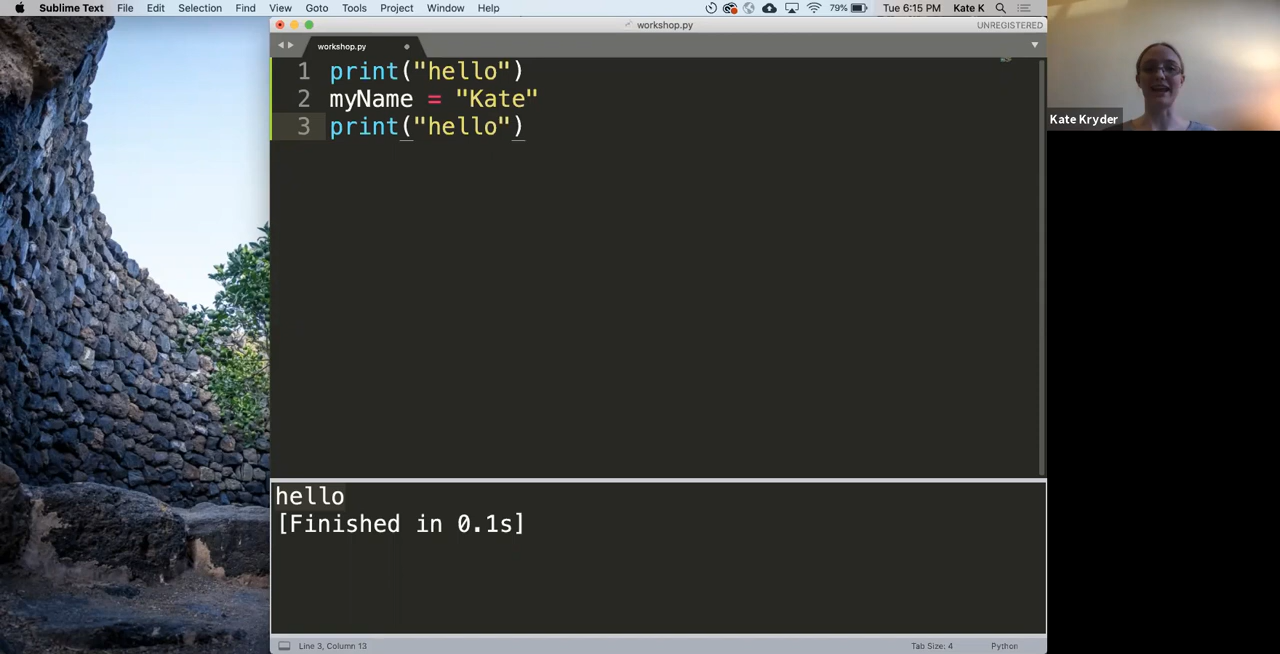 Sublime Text File Edit Selection Find View Goto Tools Project Window Help 79% Tue 6:15 PM Kate K
workshop.py UNREGISTERED
workshop.py
1 print("hello")
2 myName = "Kate"
3 print("hello")
Kate Kryder
hello
[Finished in 0.1s]
Line 3, Column 13 Tab Size: 4 Python